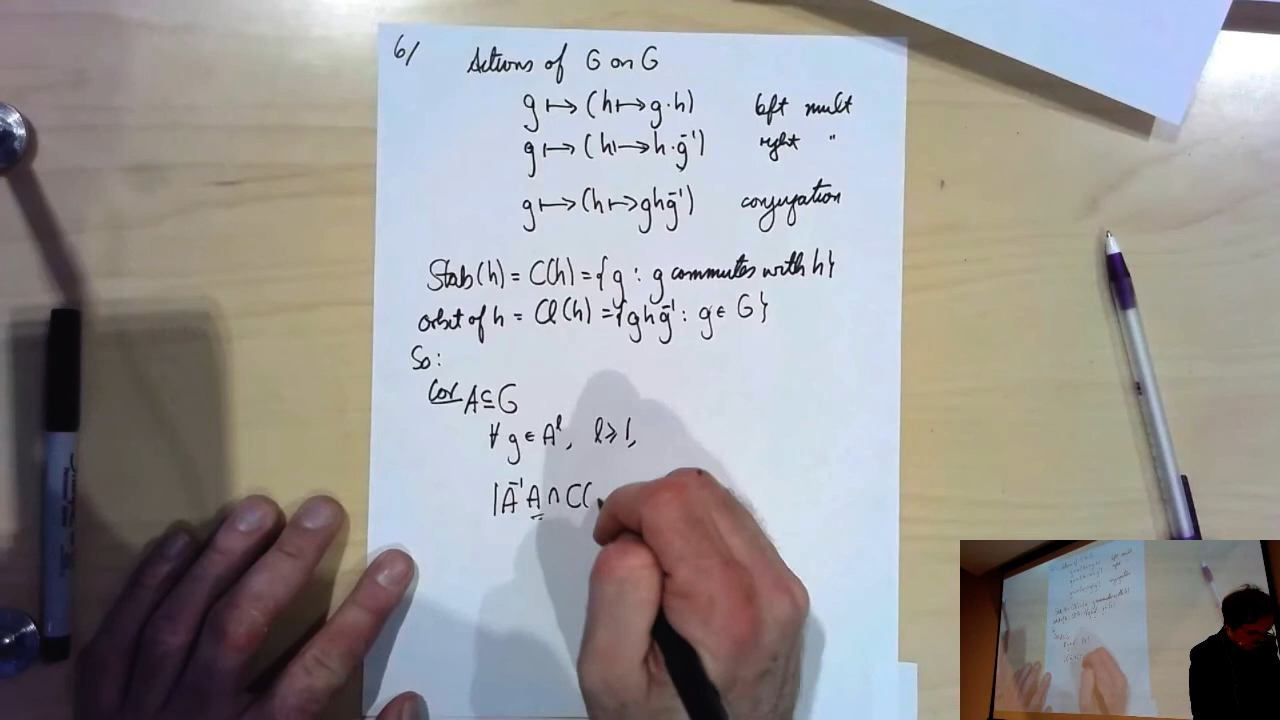 6/ Actions of G on G
g ↦ (h ↦ g·h) left mult
g ↦ (h ↦ h·g⁻¹) right "
g ↦ (h ↦ ghg⁻¹) conjugation
Stab(h) = C(h) = {g : g commutes with h}
orbit of h = Cl(h) = {ghg⁻¹ : g ∈ G}
So:
Cor A ⊆ G
∀ g ∈ Aˡ, l ≥ 1,
|A⁻¹A ∩ C(